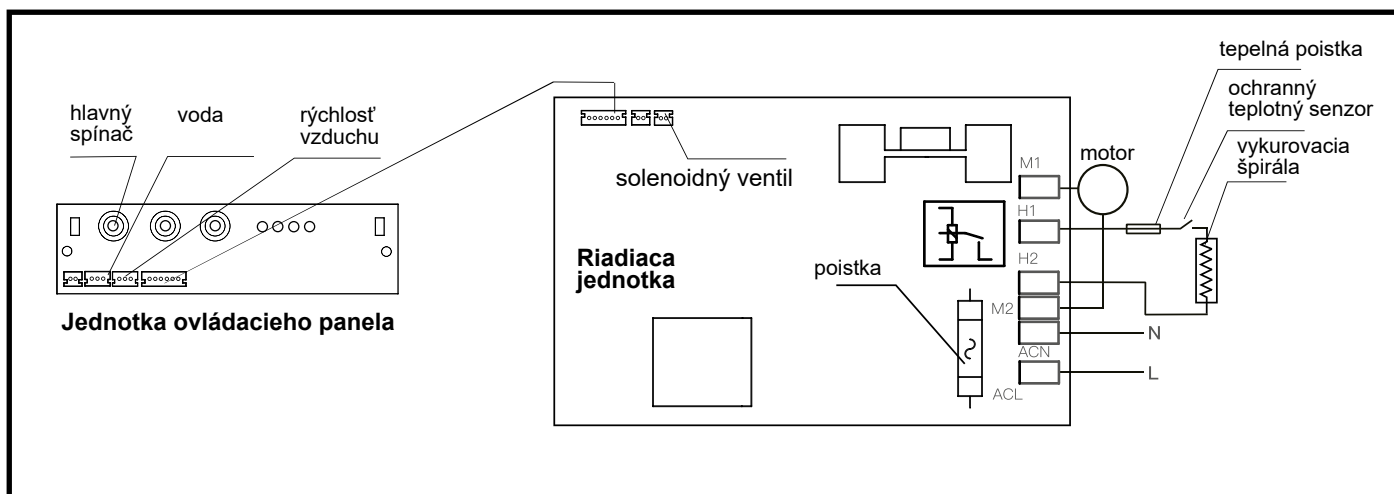 tepelná poistka
ochranný
teplotný senzor
vykurovacia
špirála
hlavný
spínač
voda
rýchlosť
vzduchu
solenoidný ventil
motor
M1
H1
H2
M2
ACN
ACL
N
L
Riadiaca
jednotka
poistka
Jednotka ovládacieho panela